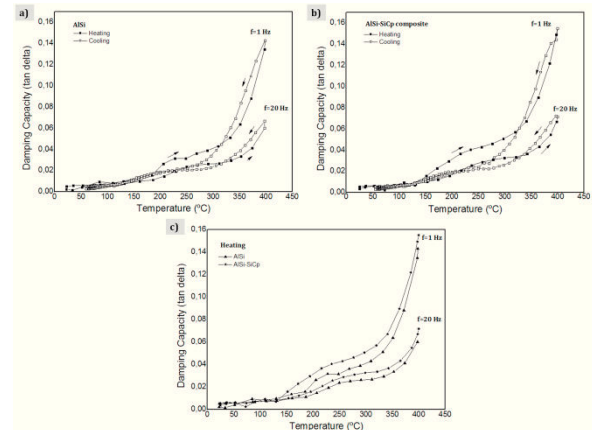 a)
AlSi
Heating
Cooling
f=1 Hz
f=20 Hz
Damping Capacity (tan delta)
0,16
0,14
0,12
0,10
0,08
0,06
0,04
0,02
0,00
0 50 100 150 200 250 300 350 400 450
Temperature (ºC)
b)
AlSi-SiCp composite
Heating
Cooling
f=1 Hz
f=20 Hz
Damping Capacity (tan delta)
0,16
0,14
0,12
0,10
0,08
0,06
0,04
0,02
0,00
0 50 100 150 200 250 300 350 400 450
Temperature (ºC)
c)
Heating
AlSi
AlSi-SiCp
f=1 Hz
f=20 Hz
Damping Capacity (tan delta)
0,16
0,14
0,12
0,10
0,08
0,06
0,04
0,02
0,00
0 50 100 150 200 250 300 350 400 450
Temperature (ºC)